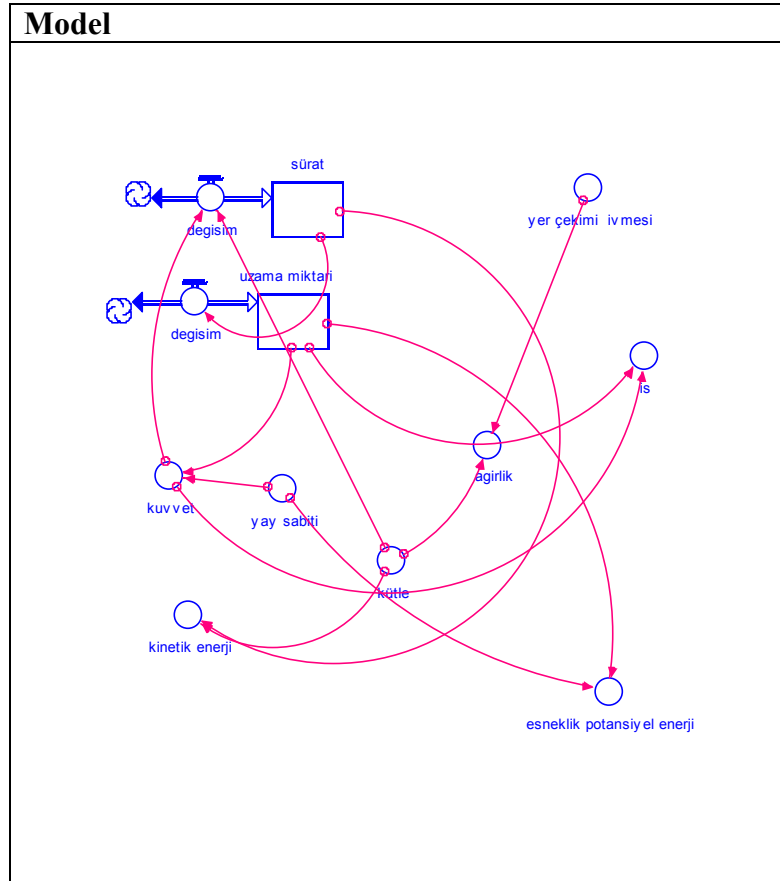 Model
sürat
degisim
yer çekimi ivmesi
uzama miktari
degisim
is
agirlik
kuvvet
yay sabiti
kütle
kinetik enerji
esneklik potansiyel enerji